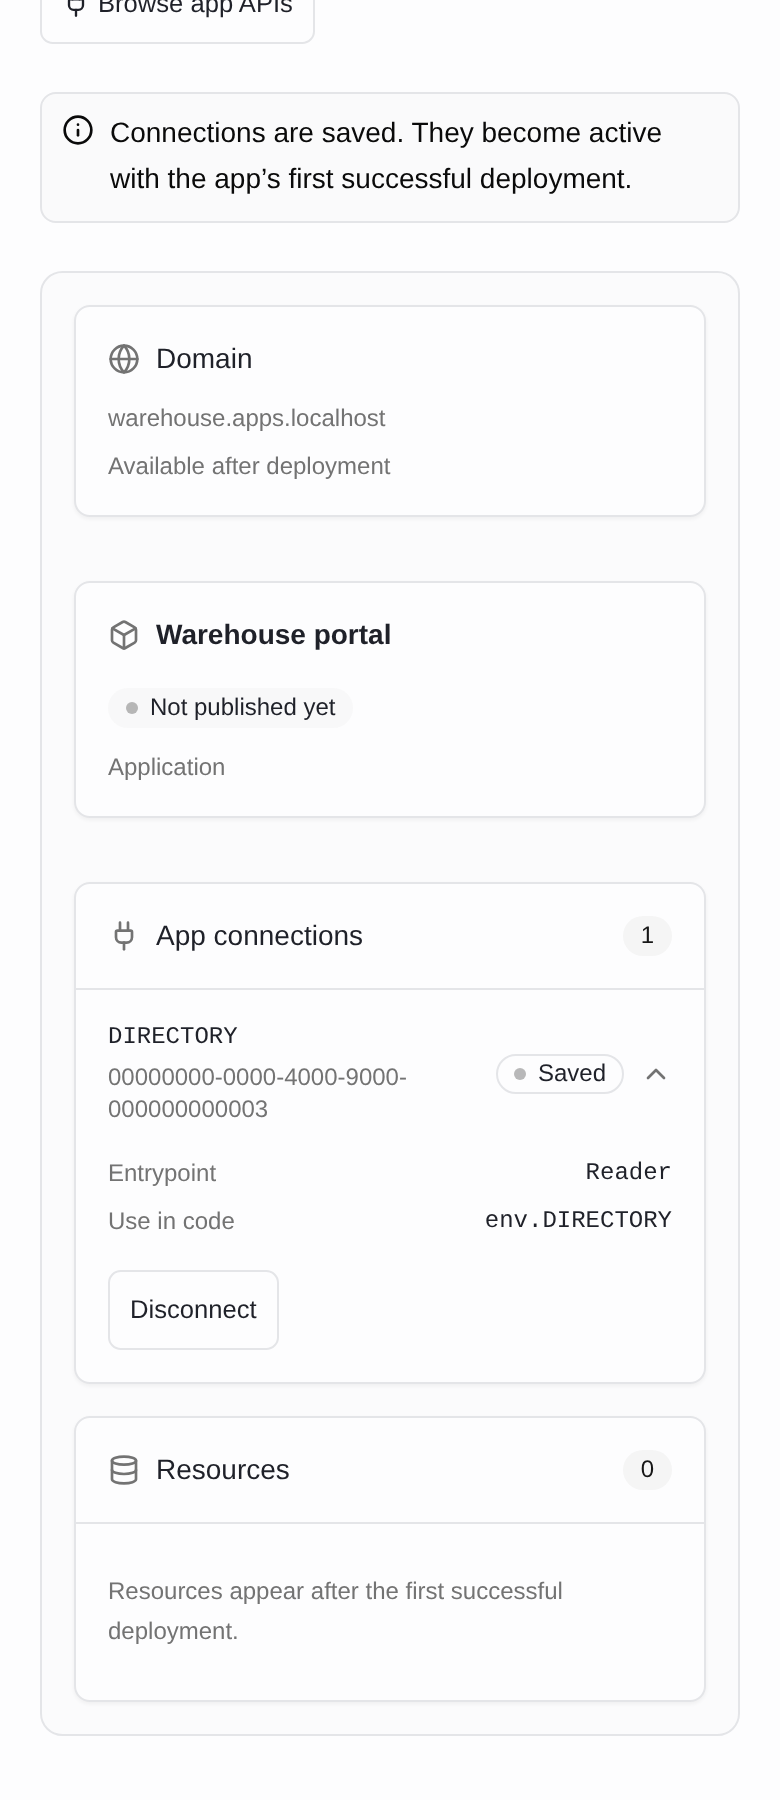 Browse app APIs
Connections are saved. They become active
with the app’s first successful deployment.
Domain
warehouse.apps.localhost
Available after deployment
Warehouse portal
Not published yet
Application
App connections
1
DIRECTORY
00000000-0000-4000-9000-
000000000003
Saved
Entrypoint
Reader
Use in code
env.DIRECTORY
Disconnect
Resources
0
Resources appear after the first successful
deployment.